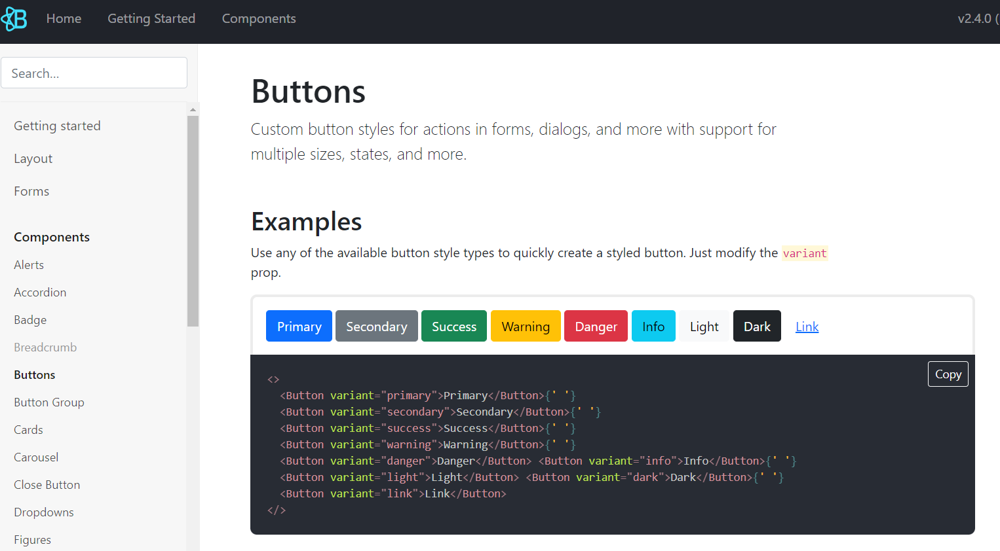 Home Getting Started Components v2.4.0 (
Search...
Getting started
Layout
Forms
Components
Alerts
Accordion
Badge
Breadcrumb
Buttons
Button Group
Cards
Carousel
Close Button
Dropdowns
Figures
Buttons
Custom button styles for actions in forms, dialogs, and more with support for
multiple sizes, states, and more.
Examples
Use any of the available button style types to quickly create a styled button. Just modify the variant
prop.
Primary Secondary Success Warning Danger Info Light Dark Link
Copy
<>
  <Button variant="primary">Primary</Button>{' '}
  <Button variant="secondary">Secondary</Button>{' '}
  <Button variant="success">Success</Button>{' '}
  <Button variant="warning">Warning</Button>{' '}
  <Button variant="danger">Danger</Button> <Button variant="info">Info</Button>{' '}
  <Button variant="light">Light</Button> <Button variant="dark">Dark</Button>{' '}
  <Button variant="link">Link</Button>
</>